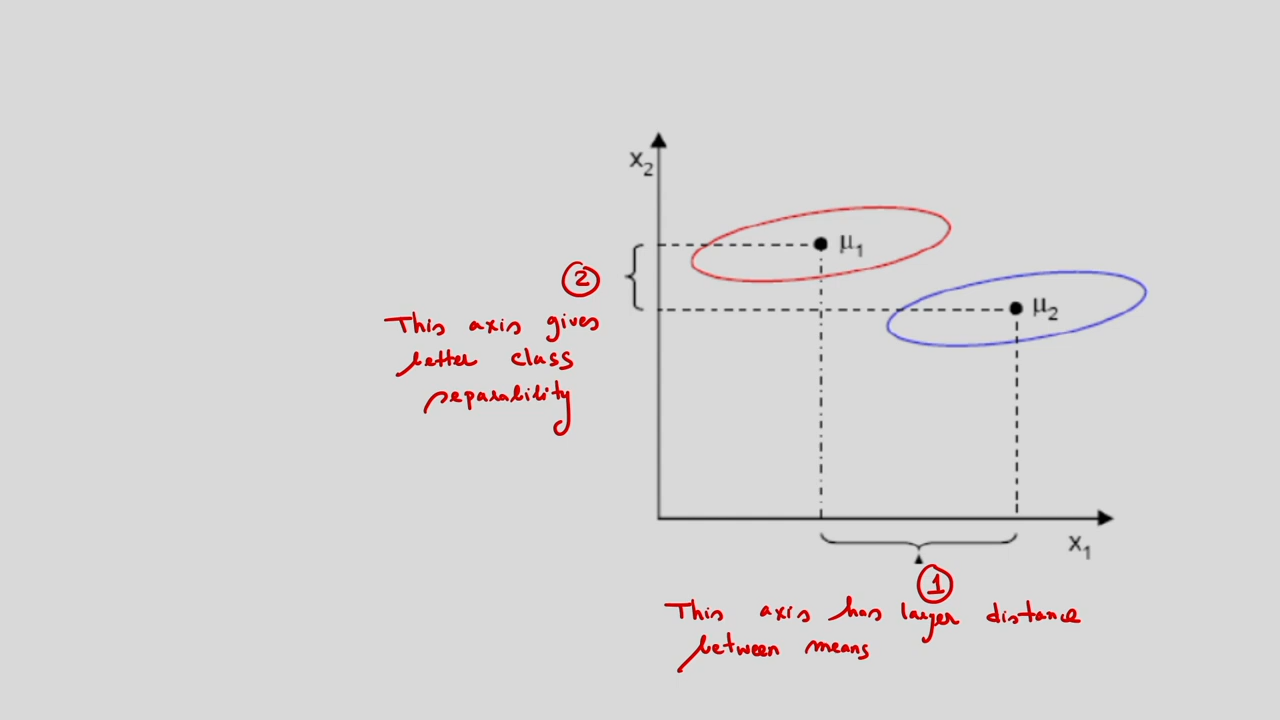 x₂
μ₁
μ₂
②
This axis gives
better class
separability
x₁
①
This axis has larger distance
between means